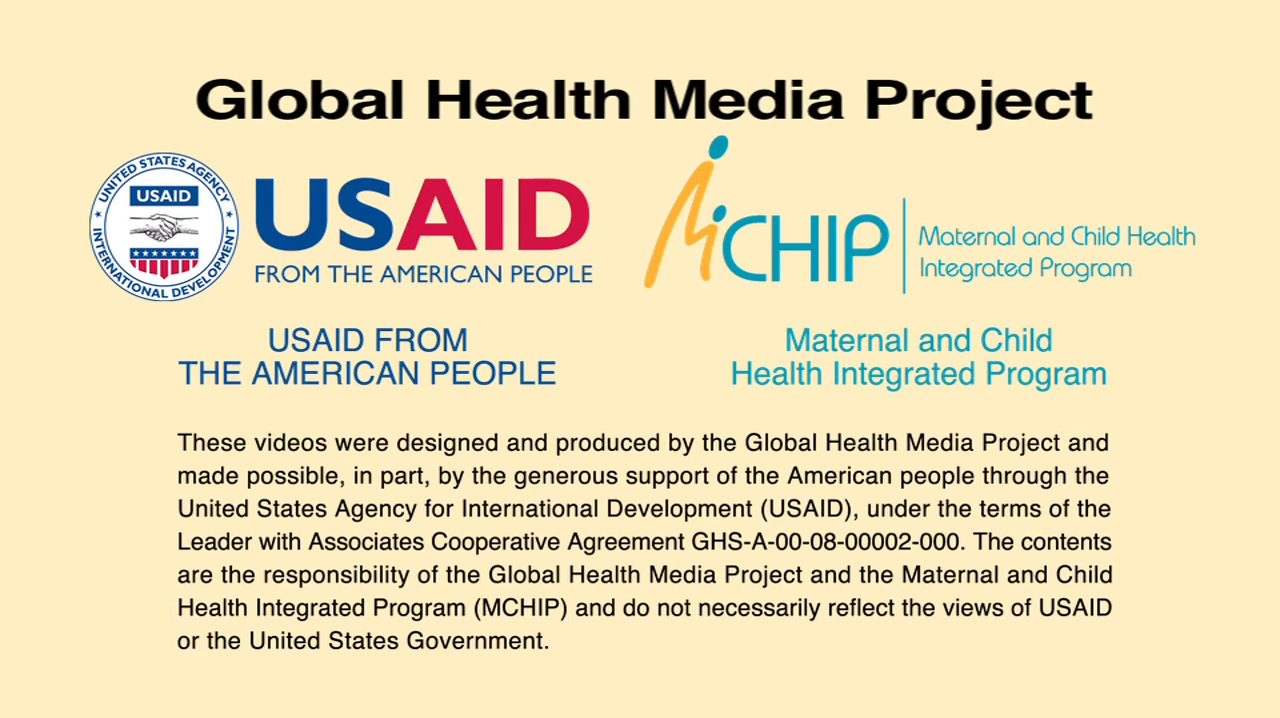 Global Health Media Project
UNITED STATES AGENCY
USAID
INTERNATIONAL DEVELOPMENT
USAID
FROM THE AMERICAN PEOPLE
MCHIP
Maternal and Child Health
Integrated Program
USAID FROM
THE AMERICAN PEOPLE
Maternal and Child
Health Integrated Program
These videos were designed and produced by the Global Health Media Project and
made possible, in part, by the generous support of the American people through the
United States Agency for International Development (USAID), under the terms of the
Leader with Associates Cooperative Agreement GHS-A-00-08-00002-000. The contents
are the responsibility of the Global Health Media Project and the Maternal and Child
Health Integrated Program (MCHIP) and do not necessarily reflect the views of USAID
or the United States Government.